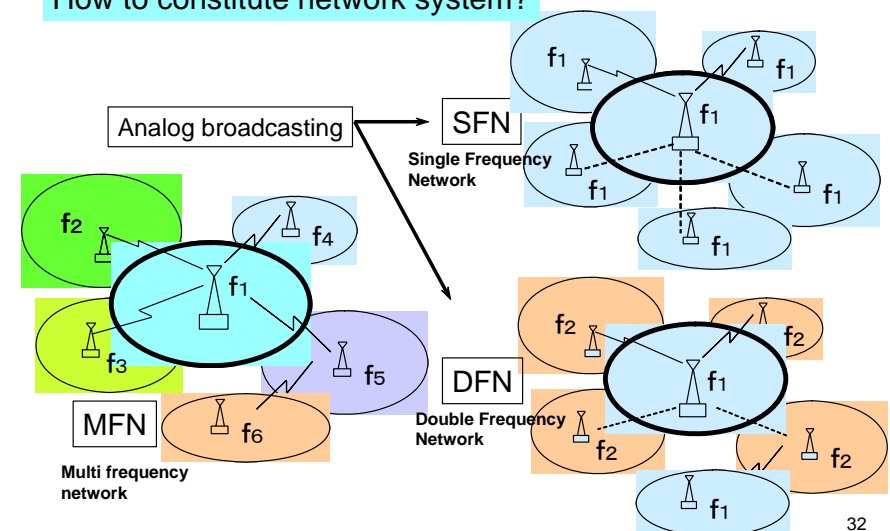 How to constitute network system?
Analog broadcasting
SFN
Single Frequency
Network
f1
f1
f1
f1
f1
f1
f2
f4
f1
f3
f5
f6
MFN
Multi frequency
network
DFN
Double Frequency
Network
f2
f2
f1
f2
f2
f1
32